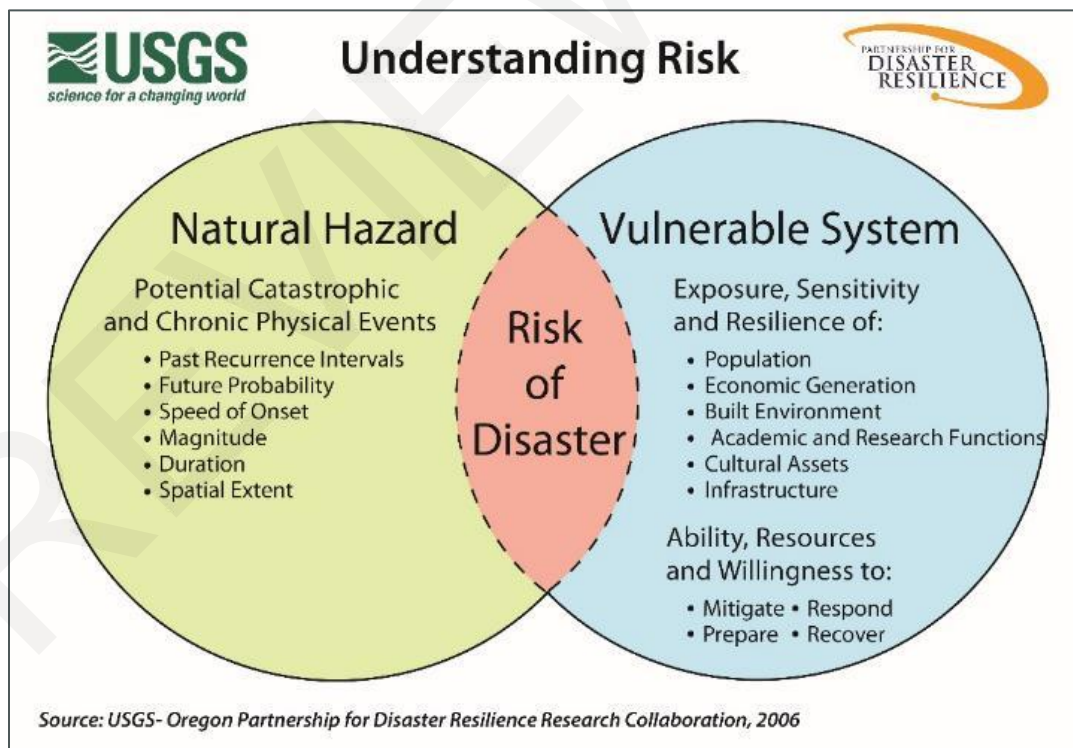 USGS
science for a changing world
Understanding Risk
PARTNERSHIP FOR
DISASTER
RESILIENCE
Natural Hazard
Potential Catastrophic
and Chronic Physical Events
• Past Recurrence Intervals
• Future Probability
• Speed of Onset
• Magnitude
• Duration
• Spatial Extent
Risk
of
Disaster
Vulnerable System
Exposure, Sensitivity
and Resilience of:
• Population
• Economic Generation
• Built Environment
• Academic and Research Functions
• Cultural Assets
• Infrastructure
Ability, Resources
and Willingness to:
• Mitigate • Respond
• Prepare • Recover
Source: USGS- Oregon Partnership for Disaster Resilience Research Collaboration, 2006